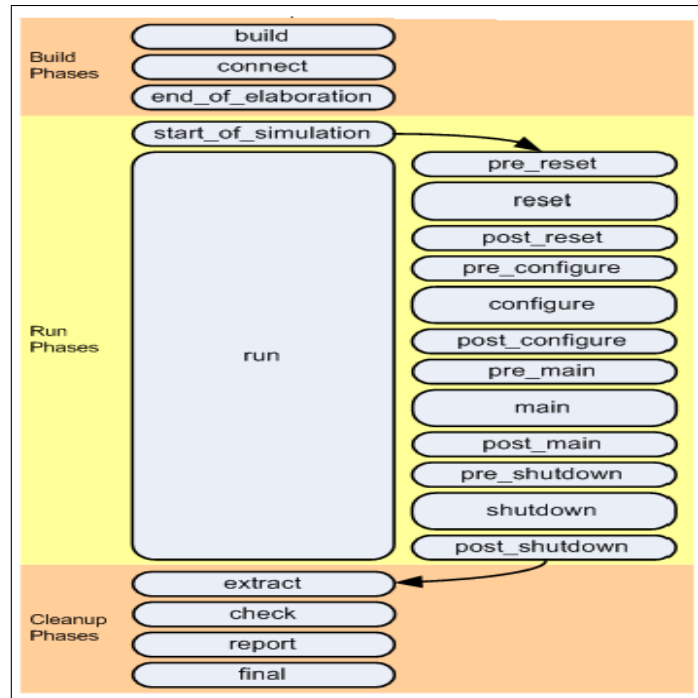 Build
Phases
build
connect
end_of_elaboration
Run
Phases
start_of_simulation
run
pre_reset
reset
post_reset
pre_configure
configure
post_configure
pre_main
main
post_main
pre_shutdown
shutdown
post_shutdown
Cleanup
Phases
extract
check
report
final